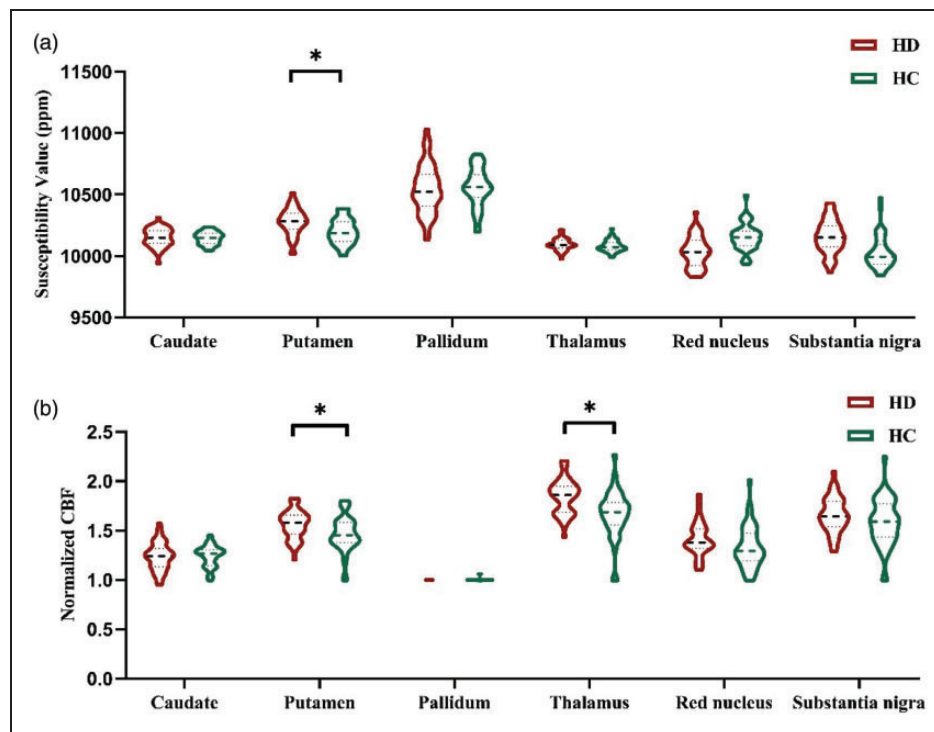 (a)
HD
HC
*
11500
11000
10500
10000
9500
Susceptibility Value (ppm)
Caudate Putamen Pallidum Thalamus Red nucleus Substantia nigra
(b)
HD
HC
* *
2.5
2.0
1.5
1.0
0.5
0.0
Normalized CBF
Caudate Putamen Pallidum Thalamus Red nucleus Substantia nigra